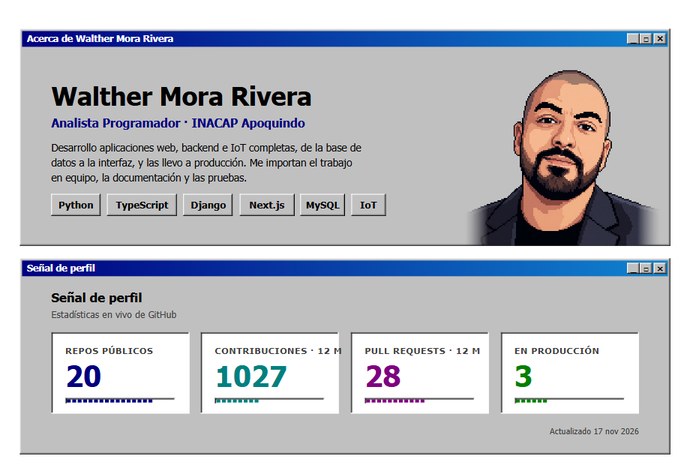 Acerca de Walther Mora Rivera
Walther Mora Rivera
Analista Programador · INACAP Apoquindo
Desarrollo aplicaciones web, backend e IoT completas, de la base de
datos a la interfaz, y las llevo a producción. Me importan el trabajo
en equipo, la documentación y las pruebas.
Python TypeScript Django Next.js MySQL IoT
Señal de perfil
Señal de perfil
Estadísticas en vivo de GitHub
REPOS PÚBLICOS
20
CONTRIBUCIONES · 12 M
1027
PULL REQUESTS · 12 M
28
EN PRODUCCIÓN
3
Actualizado 17 nov 2026